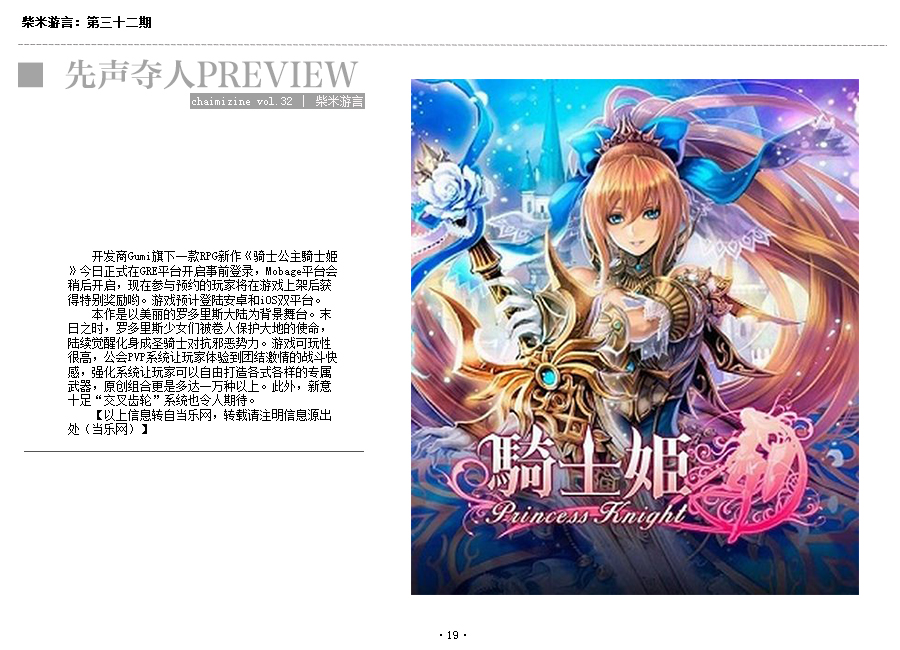 柴米游言：第三十二期
先声夺人PREVIEW
chaimizine vol.32 | 柴米游言
开发商Gumi旗下一款RPG新作《骑士公主骑士姬
》今日正式在GRE平台开启事前登录，Mobage平台会
稍后开启，现在参与预约的玩家将在游戏上架后获
得特别奖励哟。游戏预计登陆安卓和iOS双平台。
本作是以美丽的罗多里斯大陆为背景舞台。末
日之时，罗多里斯少女们被卷人保护大地的使命，
陆续觉醒化身成圣骑士对抗邪恶势力。游戏可玩性
很高，公会PVP系统让玩家体验到团结激情的战斗快
感，强化系统让玩家可以自由打造各式各样的专属
武器，原创组合更是多达一万种以上。此外，新意
十足“交叉齿轮”系统也令人期待。
【以上信息转自当乐网，转载请注明信息源出
处（当乐网）】
騎士姫
Princess Knight
·19·